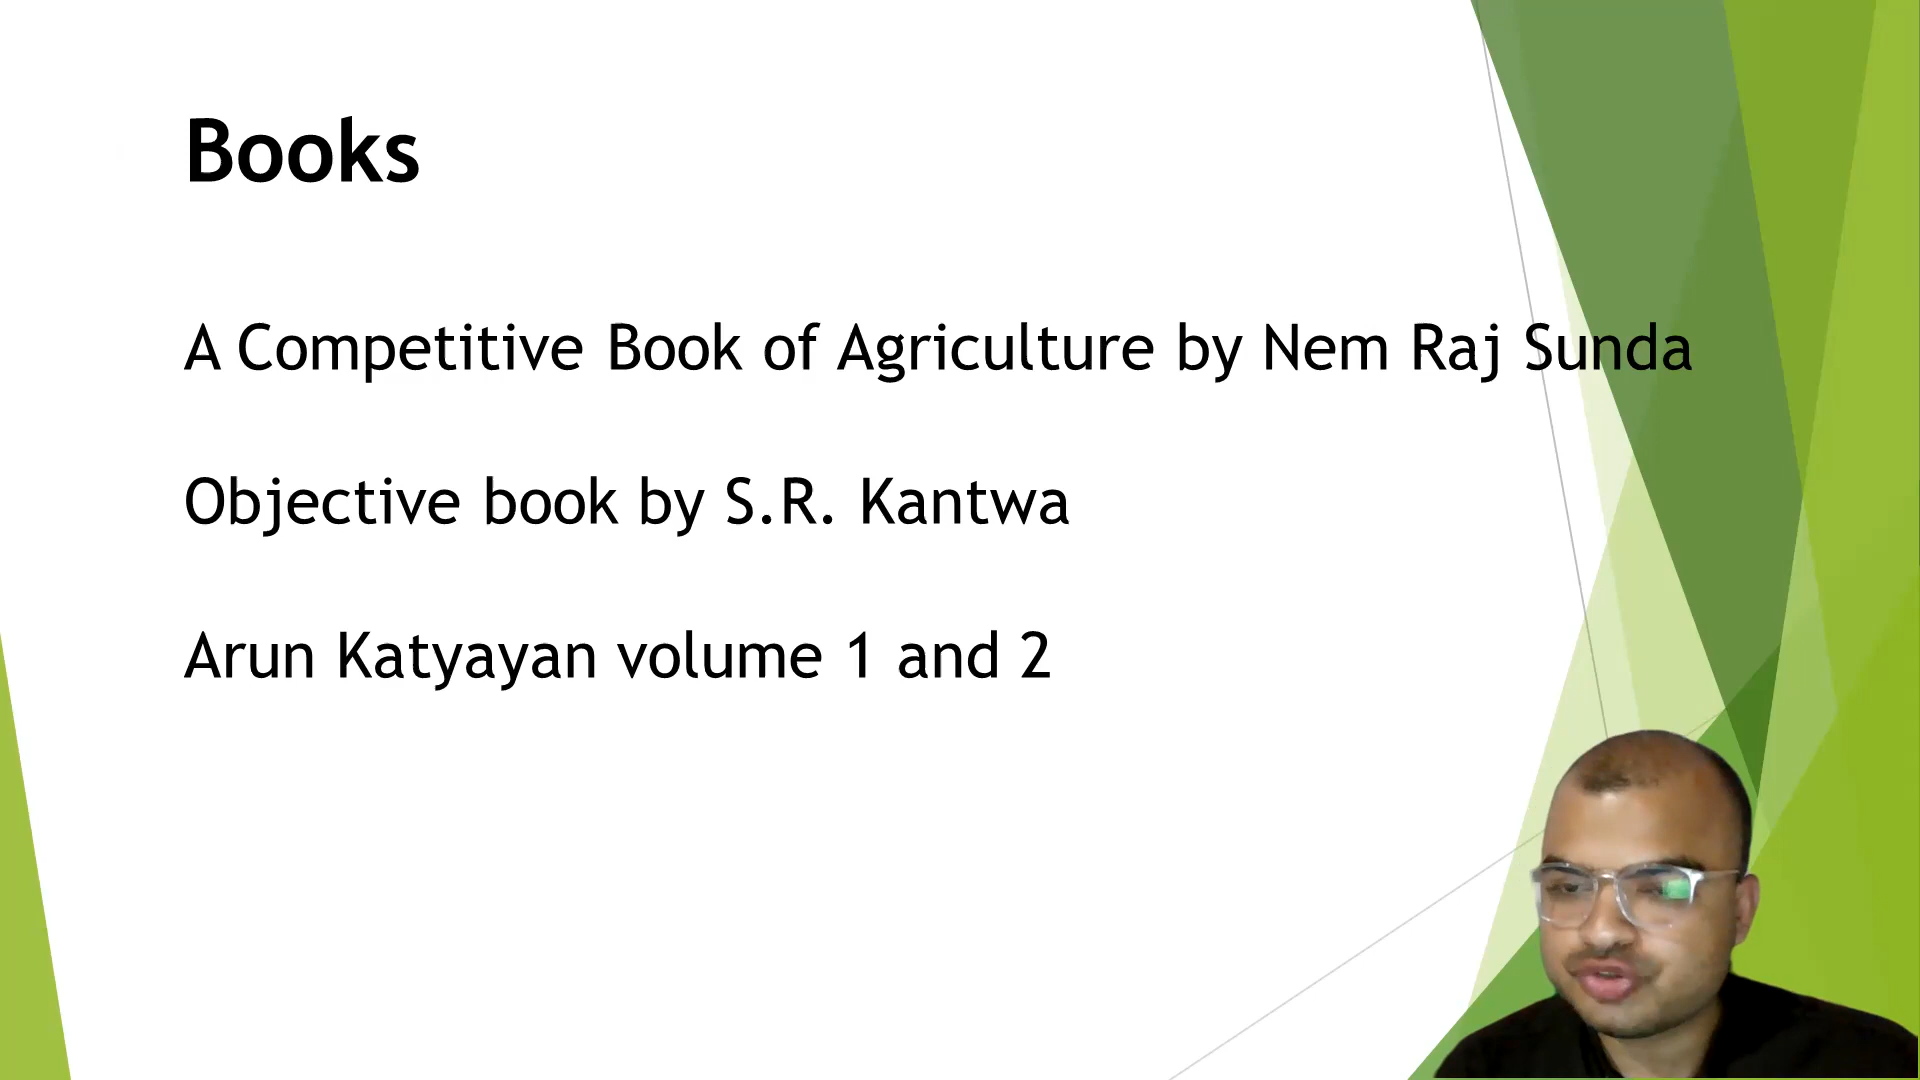 Books
A Competitive Book of Agriculture by Nem Raj Sunda
Objective book by S.R. Kantwa
Arun Katyayan volume 1 and 2